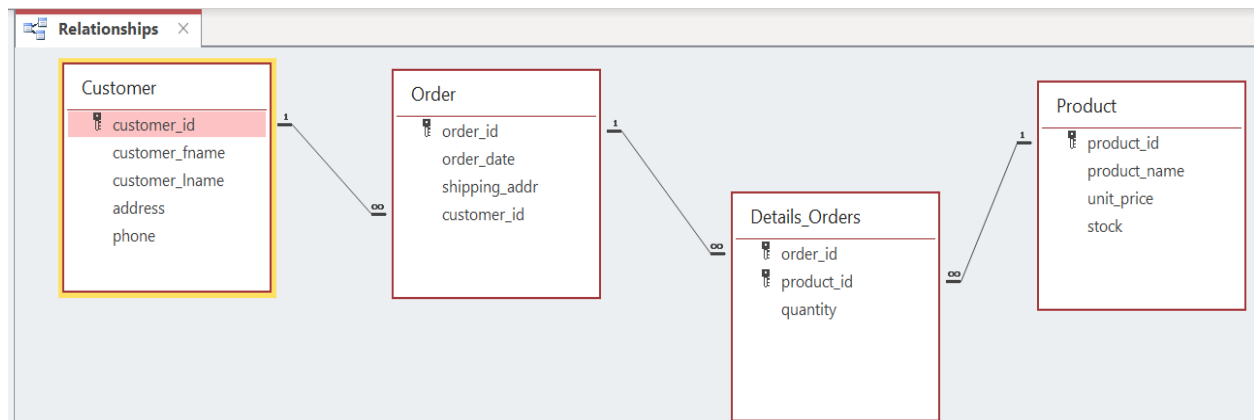 Relationships ×
Customer
customer_id
customer_fname
customer_lname
address
phone
1
∞
Order
order_id
order_date
shipping_addr
customer_id
1
∞
Details_Orders
order_id
product_id
quantity
∞
1
Product
product_id
product_name
unit_price
stock